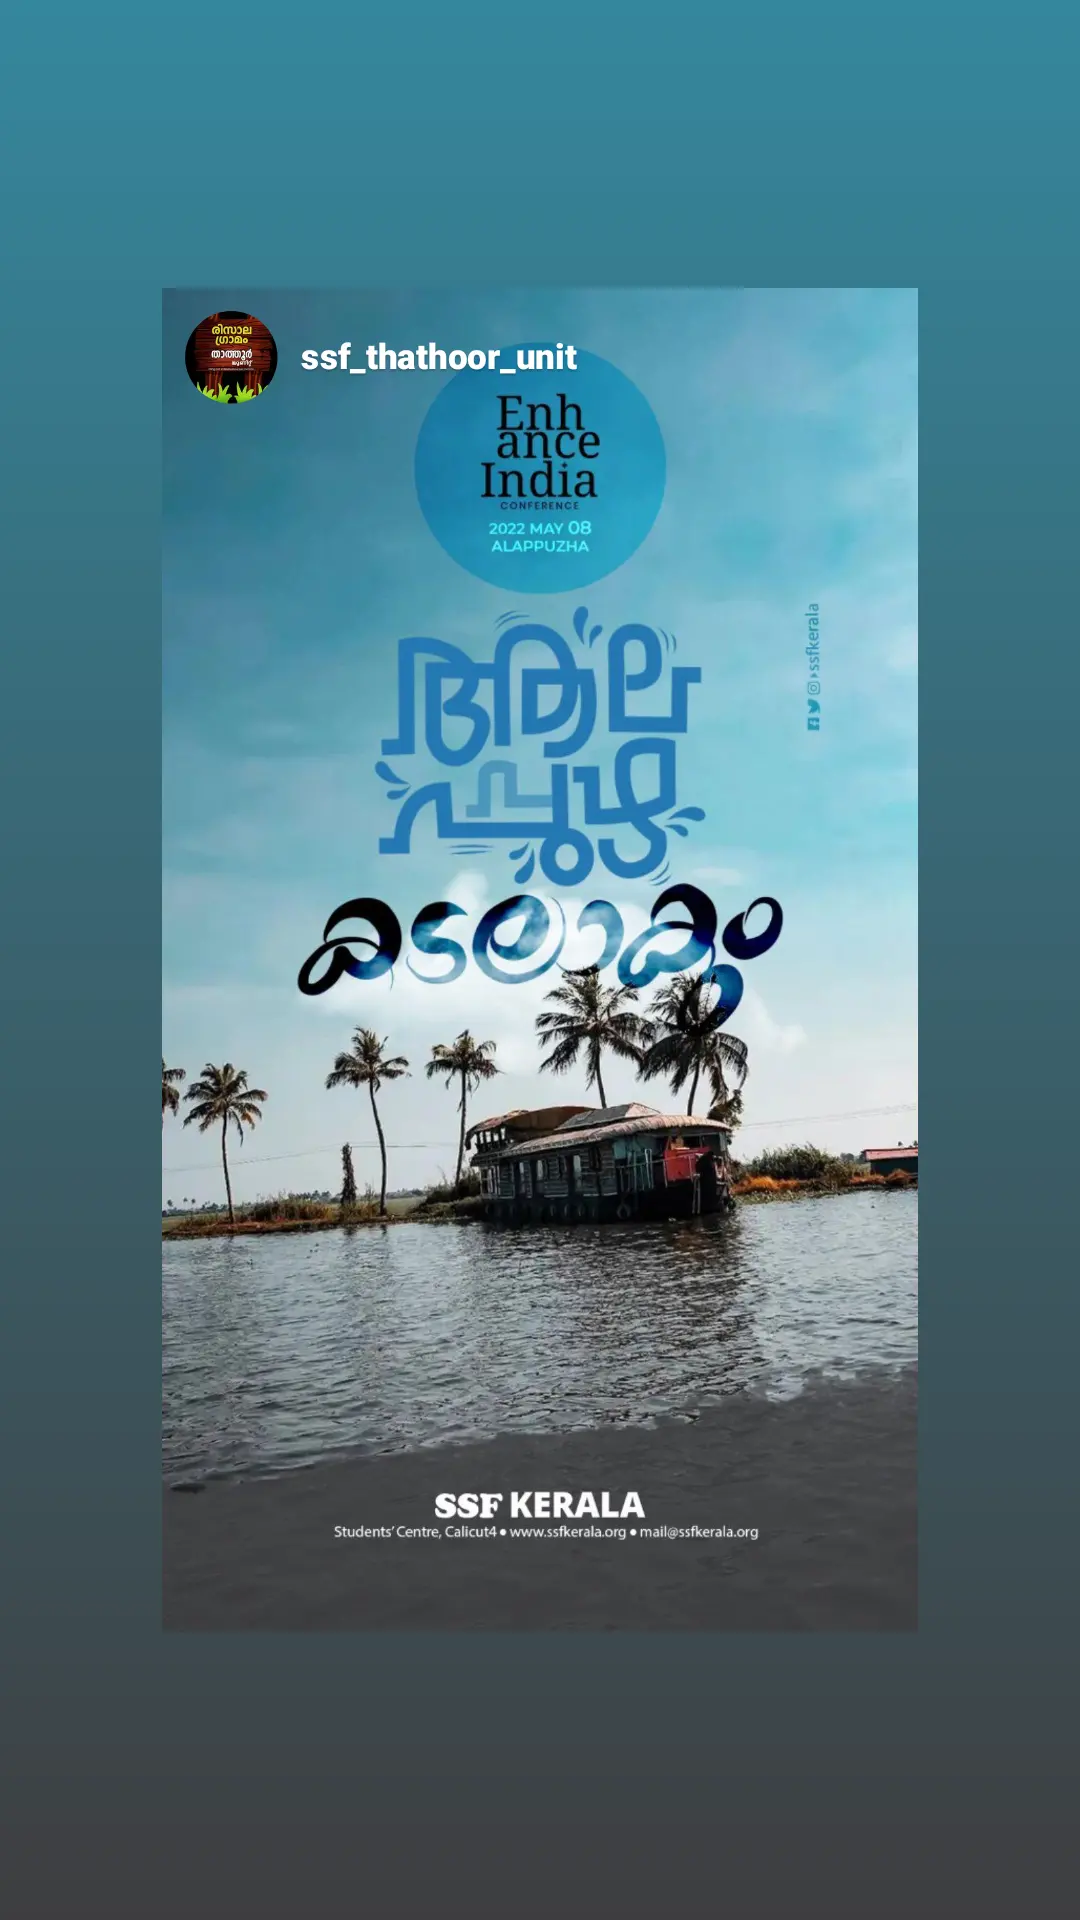 രിസാല
ഗ്രാമം
താത്തൂർ
ssf_thathoor_unit
Enh
ance
India
CONFERENCE
2022 MAY 08
ALAPPUZHA
ssfkerala
ആല
പ്പുഴ
കടലാകും
SSF KERALA
Students' Centre, Calicut4 • www.ssfkerala.org • mail@ssfkerala.org